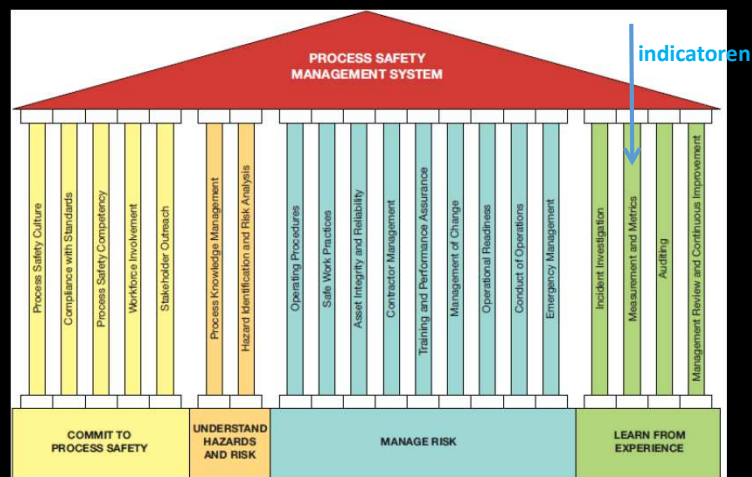 PROCESS SAFETY
MANAGEMENT SYSTEM
indicatoren
Process Safety Culture
Compliance with Standards
Process Safety Competency
Workforce Involvement
Stakeholder Outreach
Process Knowledge Management
Hazard Identification and Risk Analysis
Operating Procedures
Safe Work Practices
Asset Integrity and Reliability
Contractor Management
Training and Performance Assurance
Management of Change
Operational Readiness
Conduct of Operations
Emergency Management
Incident Investigation
Measurement and Metrics
Auditing
Management Review and Continuous Improvement
COMMIT TO
PROCESS SAFETY
UNDERSTAND
HAZARDS
AND RISK
MANAGE RISK
LEARN FROM
EXPERIENCE